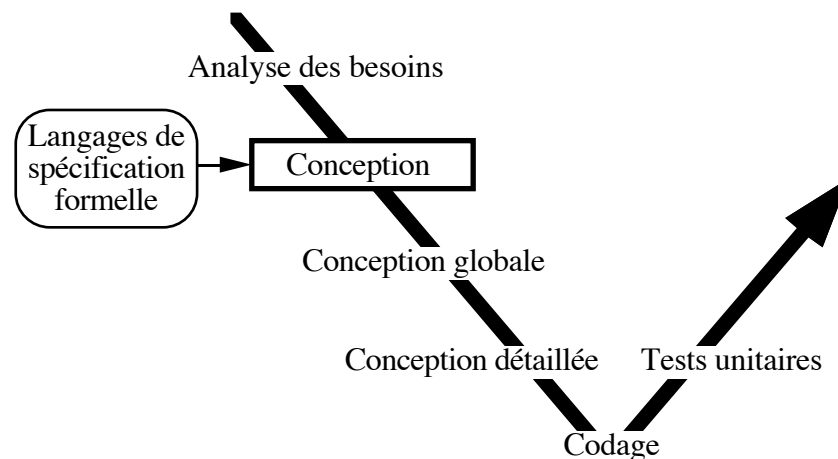 Analyse des besoins
Langages de
spécification
formelle
Conception
Conception globale
Conception détaillée
Tests unitaires
Codage